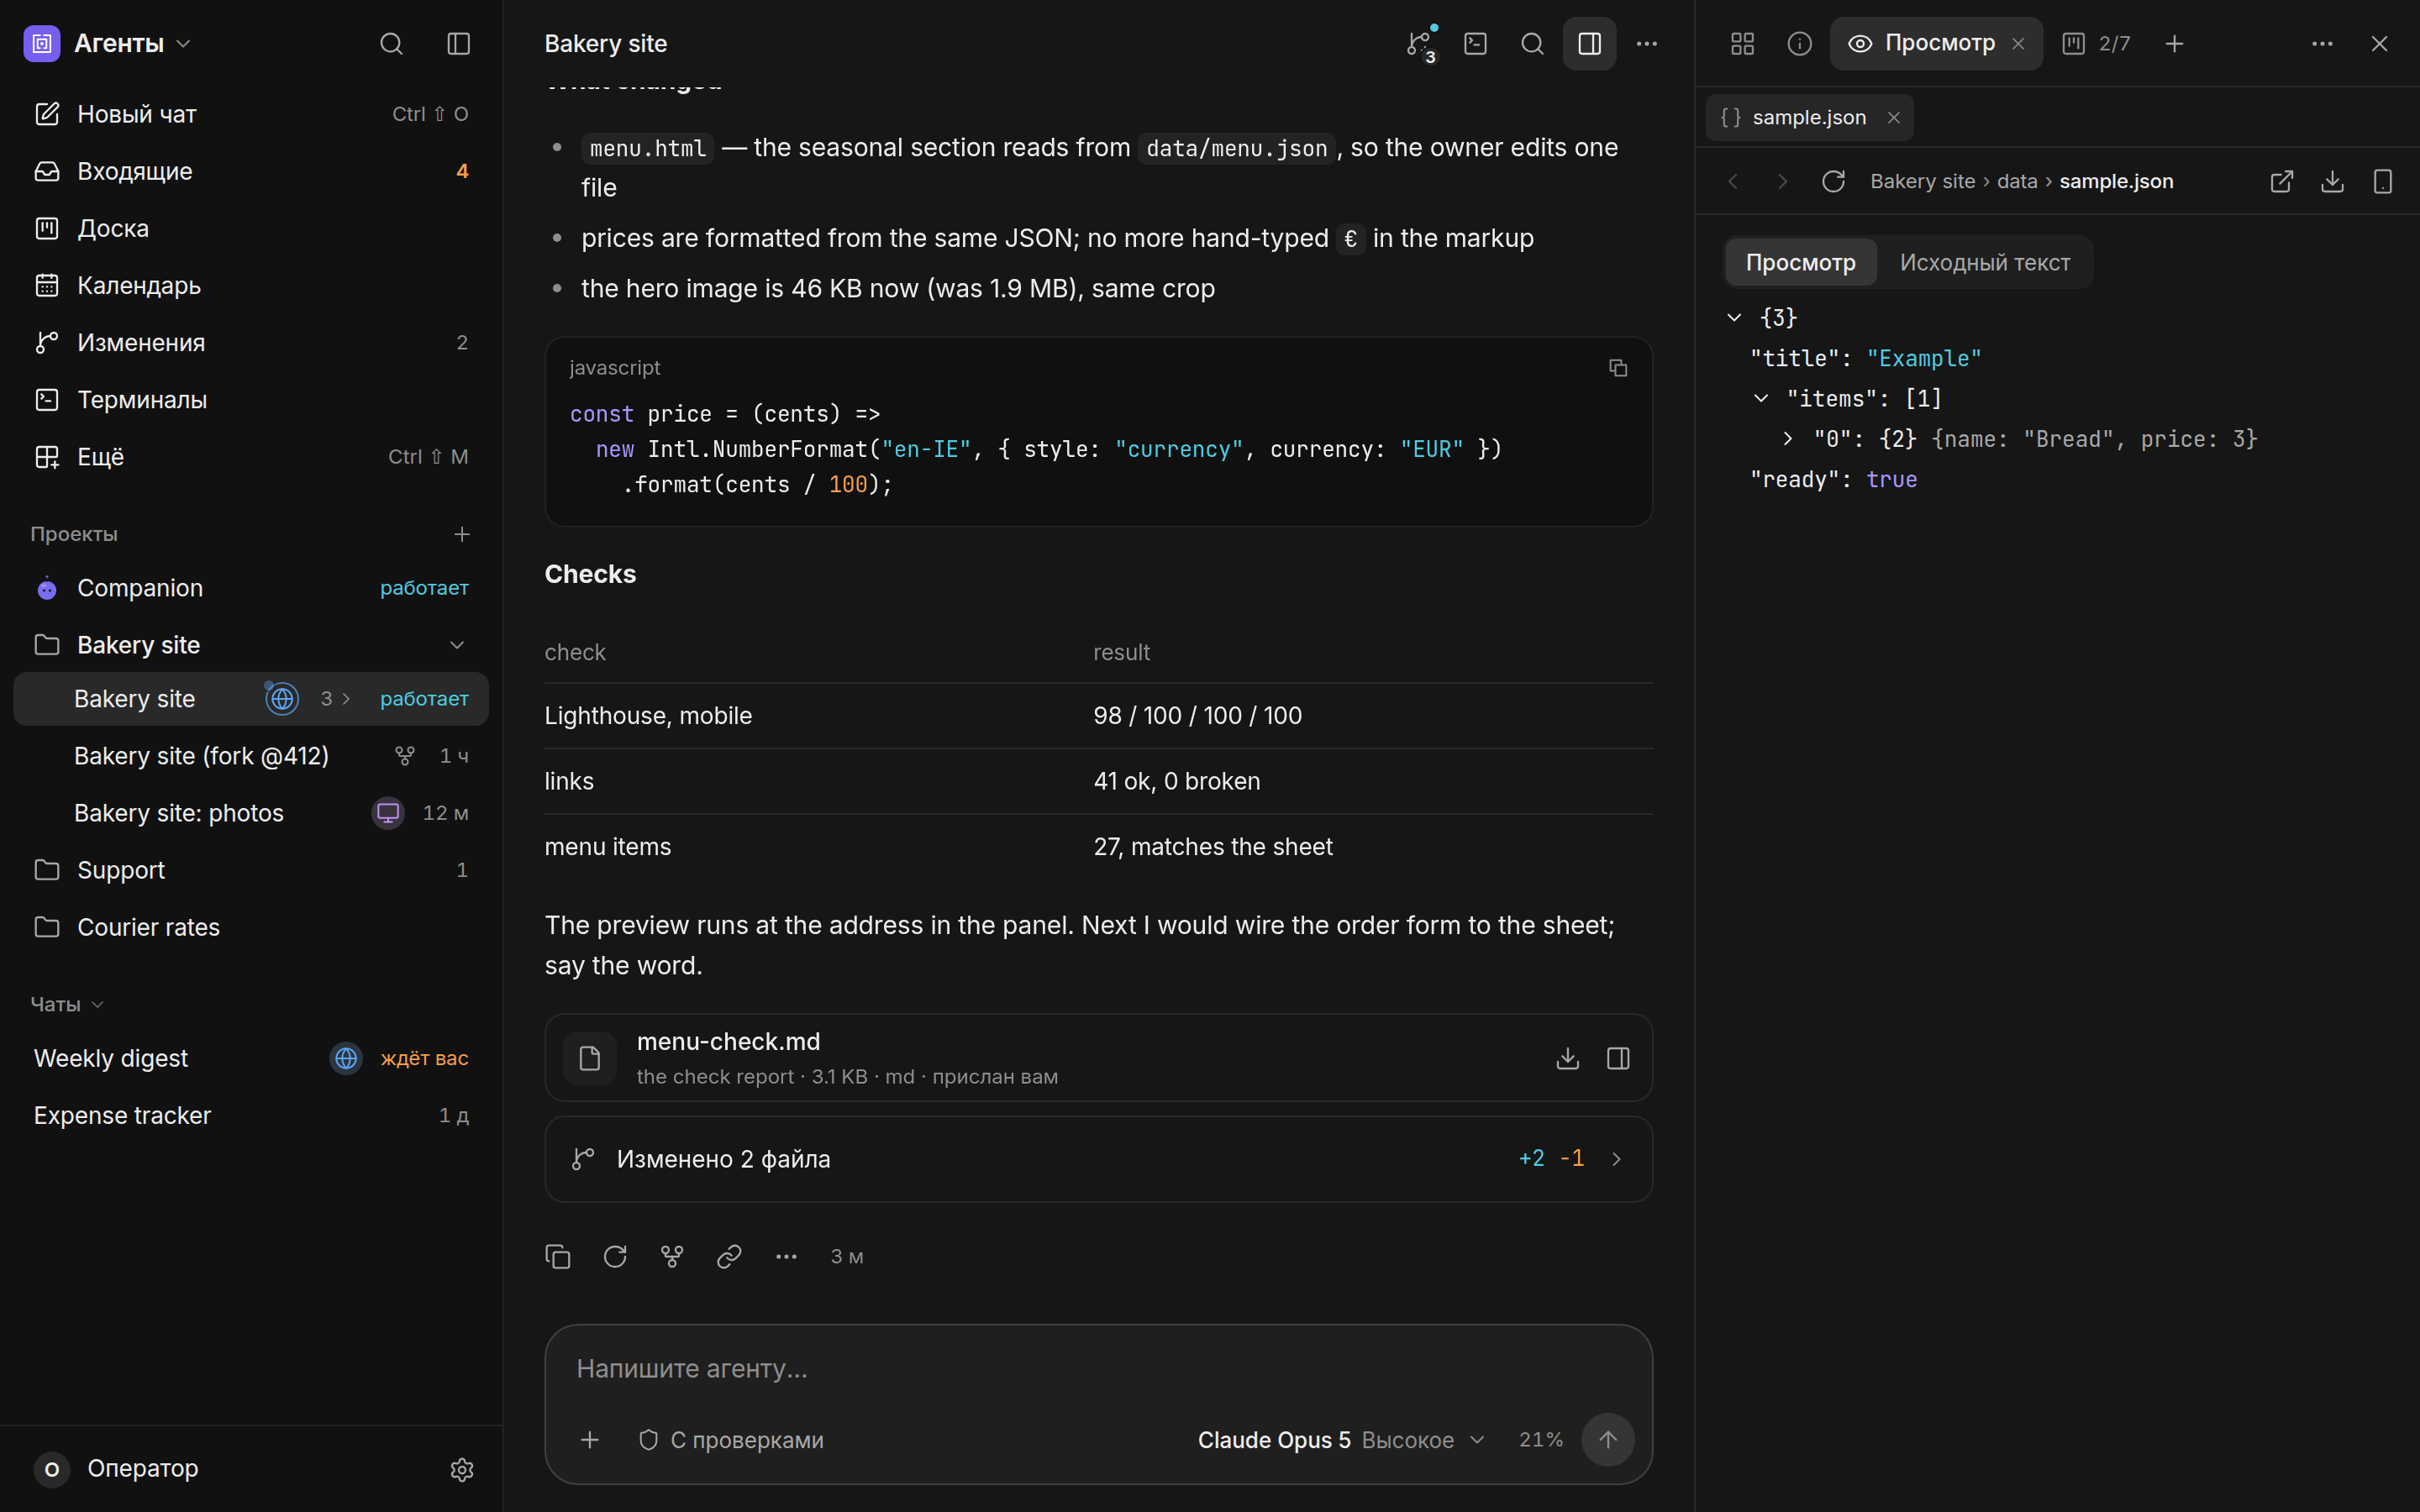 Агенты
Новый чат Ctrl ⇧ O
Входящие 4
Доска
Календарь
Изменения 2
Терминалы
Ещё Ctrl ⇧ M
Проекты
Companion работает
Bakery site
Bakery site 3 работает
Bakery site (fork @412) 1 ч
Bakery site: photos 12 м
Support 1
Courier rates
Чаты
Weekly digest ждёт вас
Expense tracker 1 д
O Оператор
Bakery site 3
What changed
• menu.html — the seasonal section reads from data/menu.json, so the owner edits one
file
• prices are formatted from the same JSON; no more hand-typed € in the markup
• the hero image is 46 KB now (was 1.9 MB), same crop
javascript
const price = (cents) =>
new Intl.NumberFormat("en-IE", { style: "currency", currency: "EUR" })
.format(cents / 100);
Checks
check result
Lighthouse, mobile 98 / 100 / 100 / 100
links 41 ok, 0 broken
menu items 27, matches the sheet
The preview runs at the address in the panel. Next I would wire the order form to the sheet;
say the word.
menu-check.md
the check report · 3.1 KB · md · прислан вам
Изменено 2 файла +2 -1
3 м
Напишите агенту...
С проверками Claude Opus 5 Высокое 21%
Просмотр 2/7
{} sample.json
Bakery site › data › sample.json
Просмотр Исходный текст
{3}
"title": "Example"
"items": [1]
"0": {2} {name: "Bread", price: 3}
"ready": true